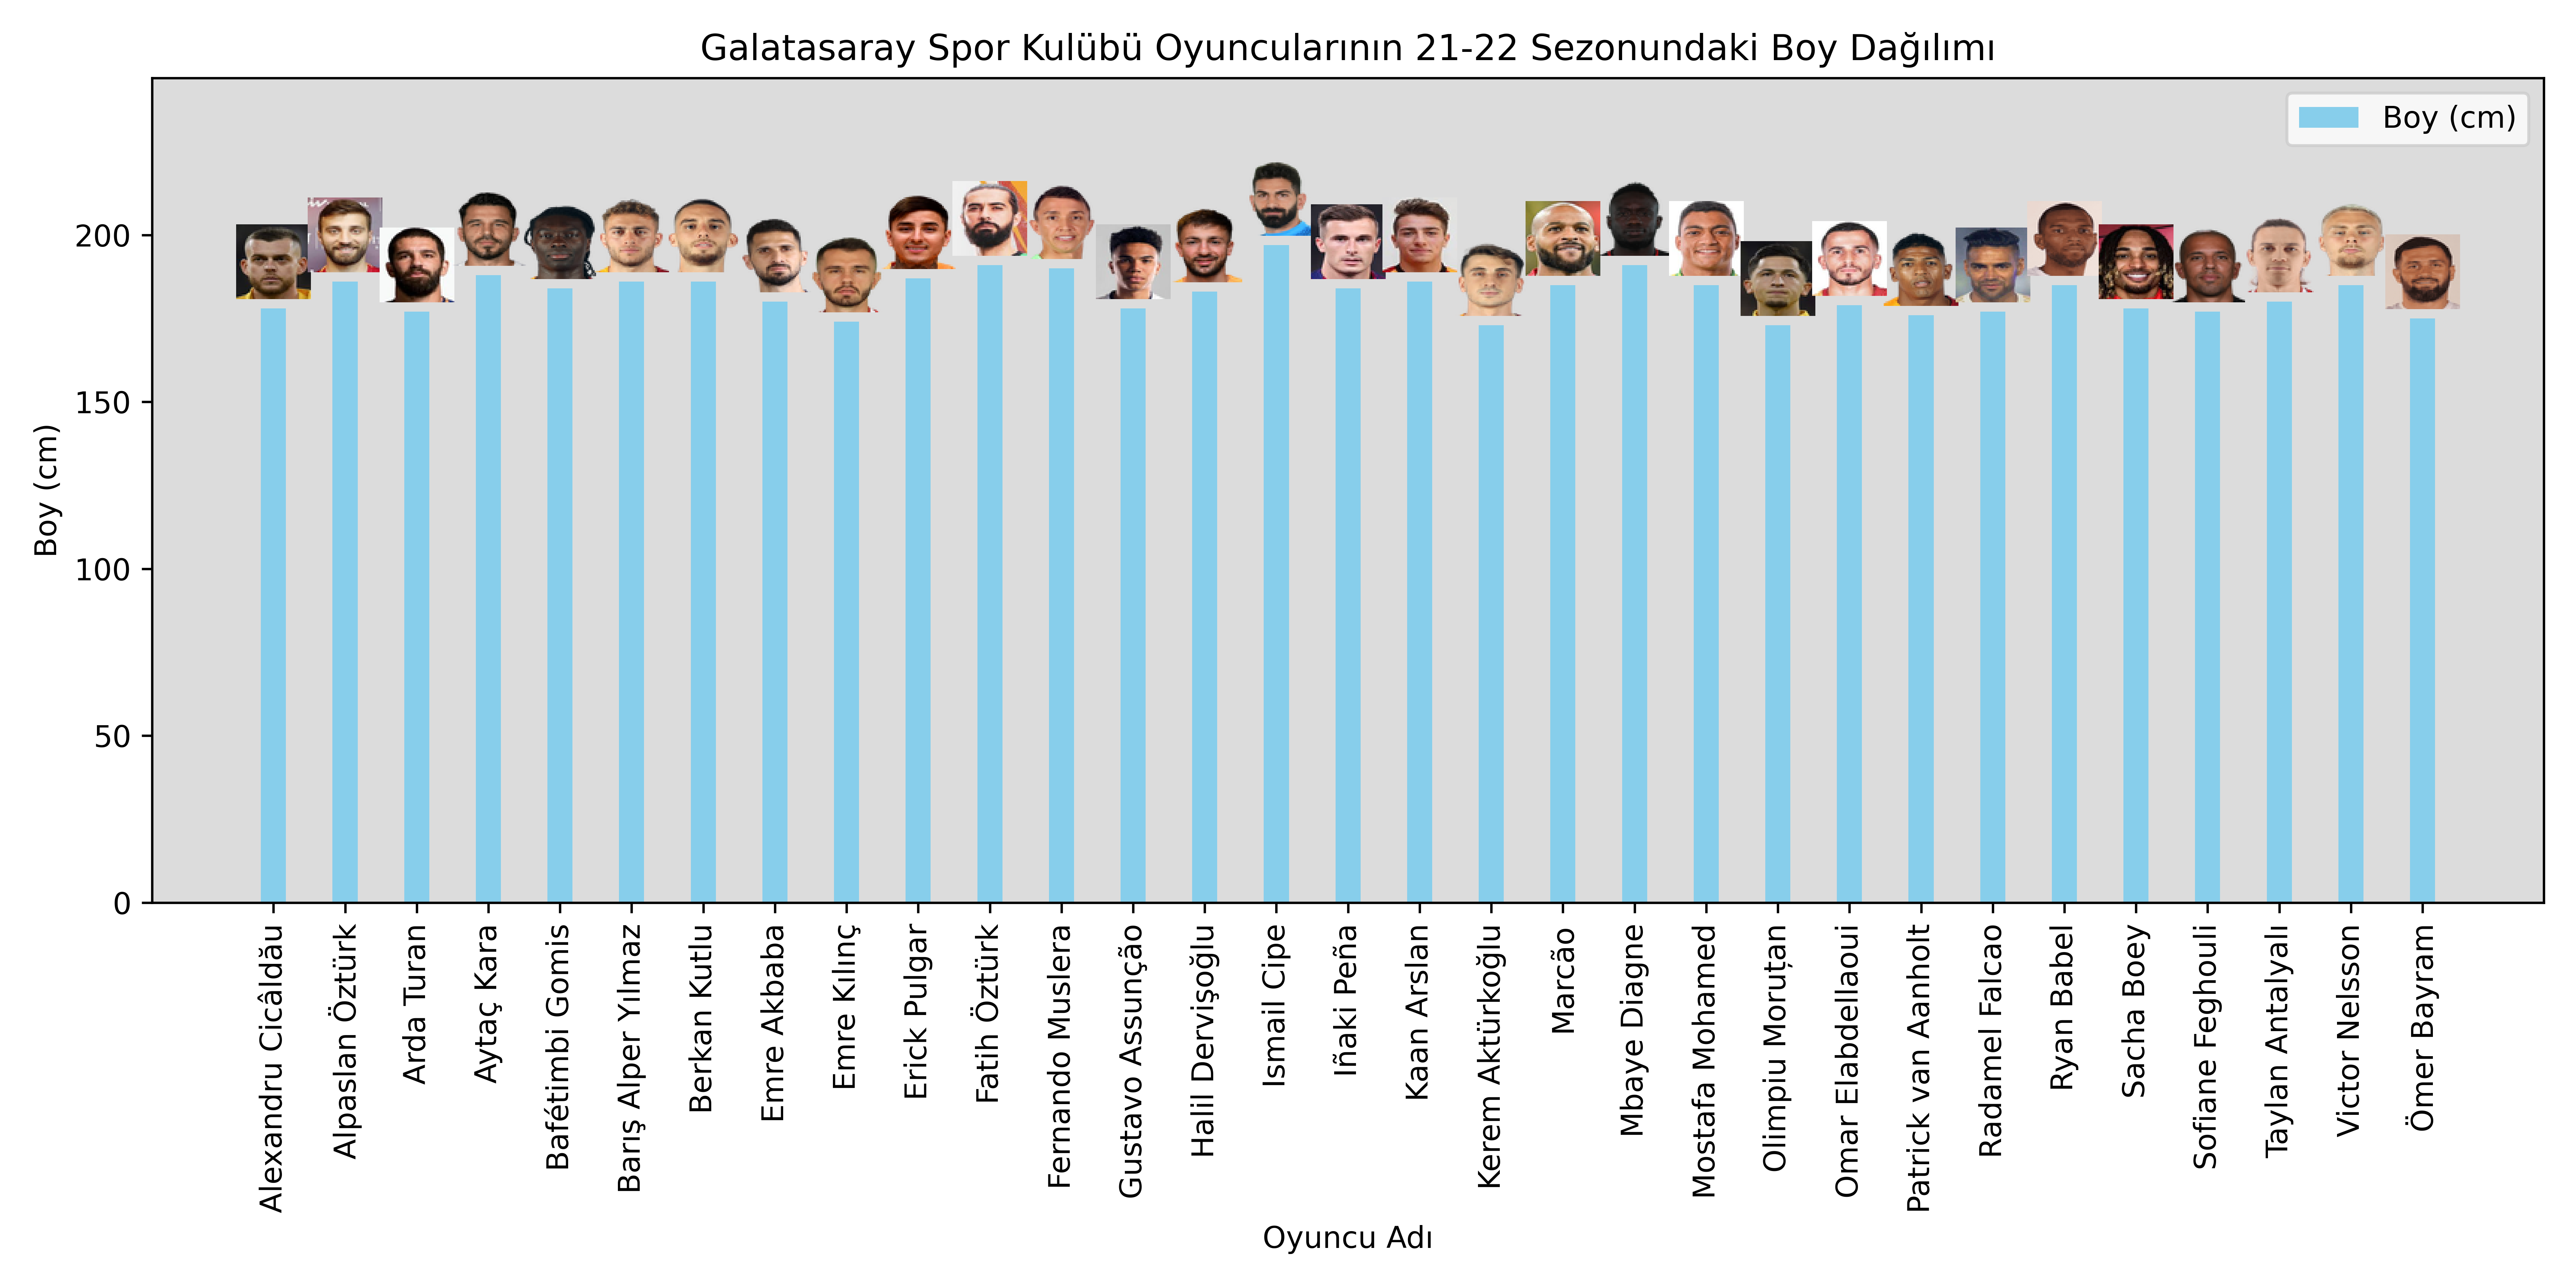 Galatasaray Spor Kulübü Oyuncularının 21-22 Sezonundaki Boy Dağılımı
Boy (cm)
200
150
100
50
0
Boy (cm)
Alexandru Cicâldău
Alpaslan Öztürk
Arda Turan
Aytaç Kara
Bafétimbi Gomis
Barış Alper Yılmaz
Berkan Kutlu
Emre Akbaba
Emre Kılınç
Erick Pulgar
Fatih Öztürk
Fernando Muslera
Gustavo Assunção
Halil Dervişoğlu
Ismail Cipe
Iñaki Peña
Kaan Arslan
Kerem Aktürkoğlu
Marcão
Mbaye Diagne
Mostafa Mohamed
Olimpiu Moruțan
Omar Elabdellaoui
Patrick van Aanholt
Radamel Falcao
Ryan Babel
Sacha Boey
Sofiane Feghouli
Taylan Antalyalı
Victor Nelsson
Ömer Bayram
Oyuncu Adı